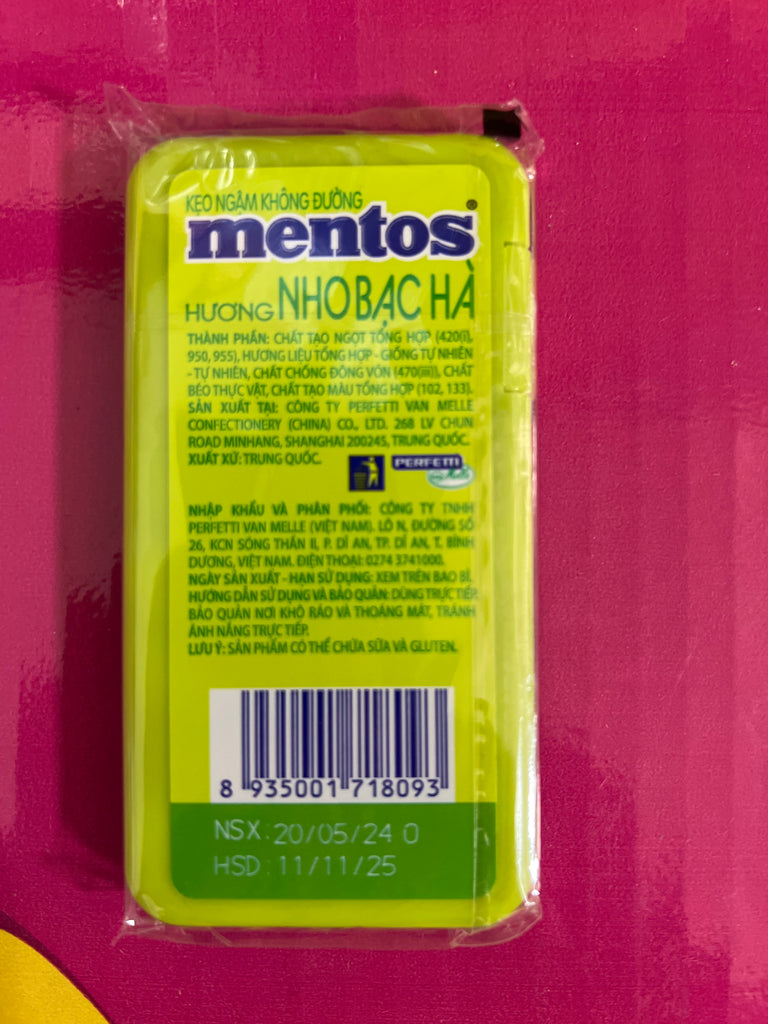 KẸO NGẬM KHÔNG ĐƯỜNG
mentos®
HƯƠNG NHO BẠC HÀ
THÀNH PHẦN: CHẤT TẠO NGỌT TỔNG HỢP (420(i),
950, 955), HƯƠNG LIỆU TỔNG HỢP - GIỐNG TỰ NHIÊN
- TỰ NHIÊN, CHẤT CHỐNG ĐÔNG VÓN (470(iii)), CHẤT
BÉO THỰC VẬT, CHẤT TẠO MÀU TỔNG HỢP (102, 133).
SẢN XUẤT TẠI: CÔNG TY PERFETTI VAN MELLE
CONFECTIONERY (CHINA) CO., LTD. 268 LV CHUN
ROAD MINHANG, SHANGHAI 200245, TRUNG QUỐC.
XUẤT XỨ: TRUNG QUỐC.
PERFETTI
van Melle
NHẬP KHẨU VÀ PHÂN PHỐI: CÔNG TY TNHH
PERFETTI VAN MELLE (VIỆT NAM). LÔ N, ĐƯỜNG SỐ
26, KCN SÓNG THẦN II, P. DĨ AN, TP. DĨ AN, T. BÌNH
DƯƠNG, VIỆT NAM. ĐIỆN THOẠI: 0274 3741000.
NGÀY SẢN XUẤT - HẠN SỬ DỤNG: XEM TRÊN BAO BÌ.
HƯỚNG DẪN SỬ DỤNG VÀ BẢO QUẢN: DÙNG TRỰC TIẾP.
BẢO QUẢN NƠI KHÔ RÁO VÀ THOÁNG MÁT, TRÁNH
ÁNH NẮNG TRỰC TIẾP.
LƯU Ý: SẢN PHẨM CÓ THỂ CHỨA SỮA VÀ GLUTEN.
8 935001 718093
NSX: 20/05/24 0
HSD: 11/11/25